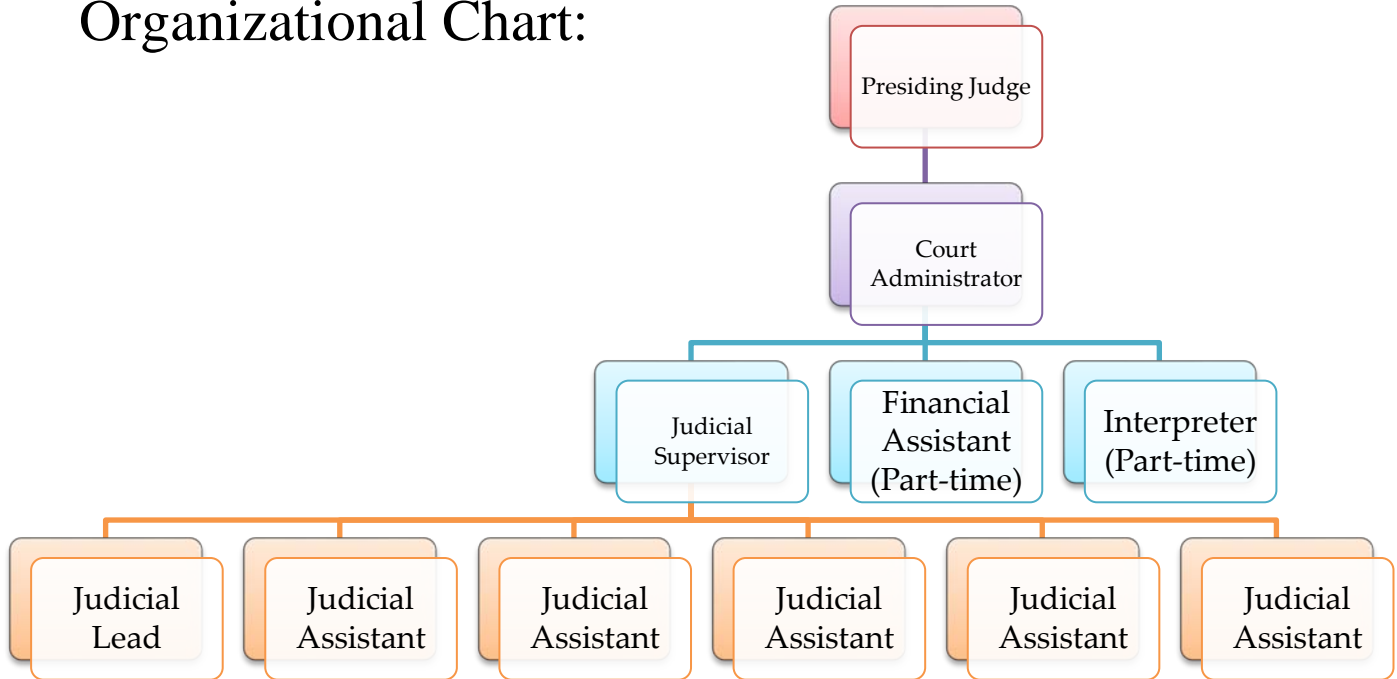 Organizational Chart:
Presiding Judge
Court
Administrator
Judicial
Supervisor
Financial
Assistant
(Part-time)
Interpreter
(Part-time)
Judicial
Lead
Judicial
Assistant
Judicial
Assistant
Judicial
Assistant
Judicial
Assistant
Judicial
Assistant